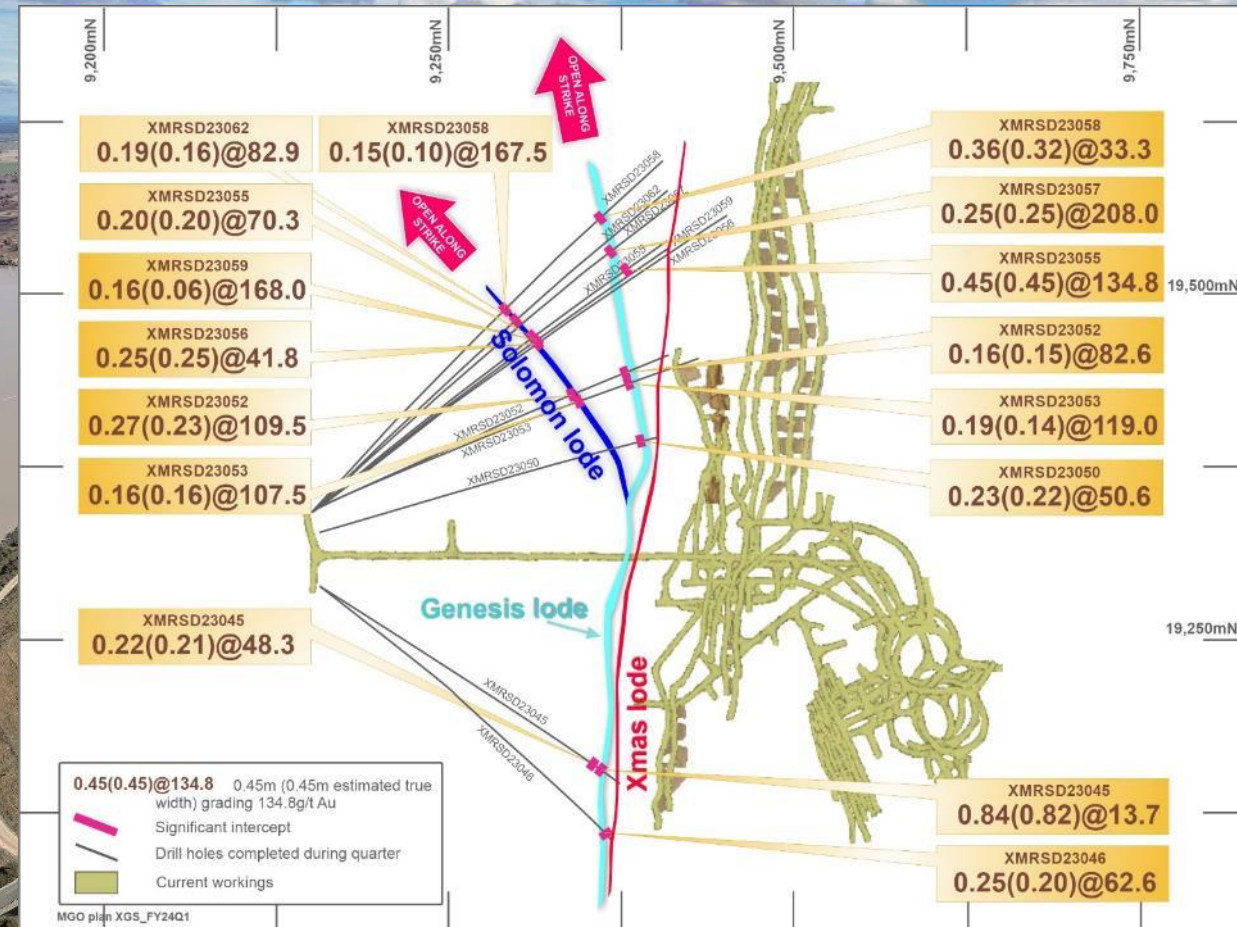 9,200mN
9,250mN
9,500mN
9,750mN
OPEN ALONG
STRIKE
XMRSD23062
0.19(0.16)@82.9
XMRSD23058
0.15(0.10)@167.5
XMRSD23058
0.36(0.32)@33.3
XMRSD23055
0.20(0.20)@70.3
OPEN ALONG
STRIKE
XMRSD23057
0.25(0.25)@208.0
XMRSD23059
0.16(0.06)@168.0
XMRSD23055
0.45(0.45)@134.8
19,500mN
XMRSD23056
0.25(0.25)@41.8
XMRSD23052
0.16(0.15)@82.6
XMRSD23052
0.27(0.23)@109.5
XMRSD23053
0.19(0.14)@119.0
XMRSD23053
0.16(0.16)@107.5
XMRSD23050
0.23(0.22)@50.6
XMRSD23058
XMRSD23062
XMRSD23059
XMRSD23056
XMRSD23055
Solomon lode
XMRSD23052
XMRSD23053
XMRSD23050
Genesis lode
19,250mN
XMRSD23045
0.22(0.21)@48.3
XMRSD23045
XMRSD23046
Xmas lode
XMRSD23045
0.84(0.82)@13.7
XMRSD23046
0.25(0.20)@62.6
0.45(0.45)@134.8 0.45m (0.45m estimated true
width) grading 134.8g/t Au
Significant intercept
Drill holes completed during quarter
Current workings
MGO plan XGS_FY24Q1